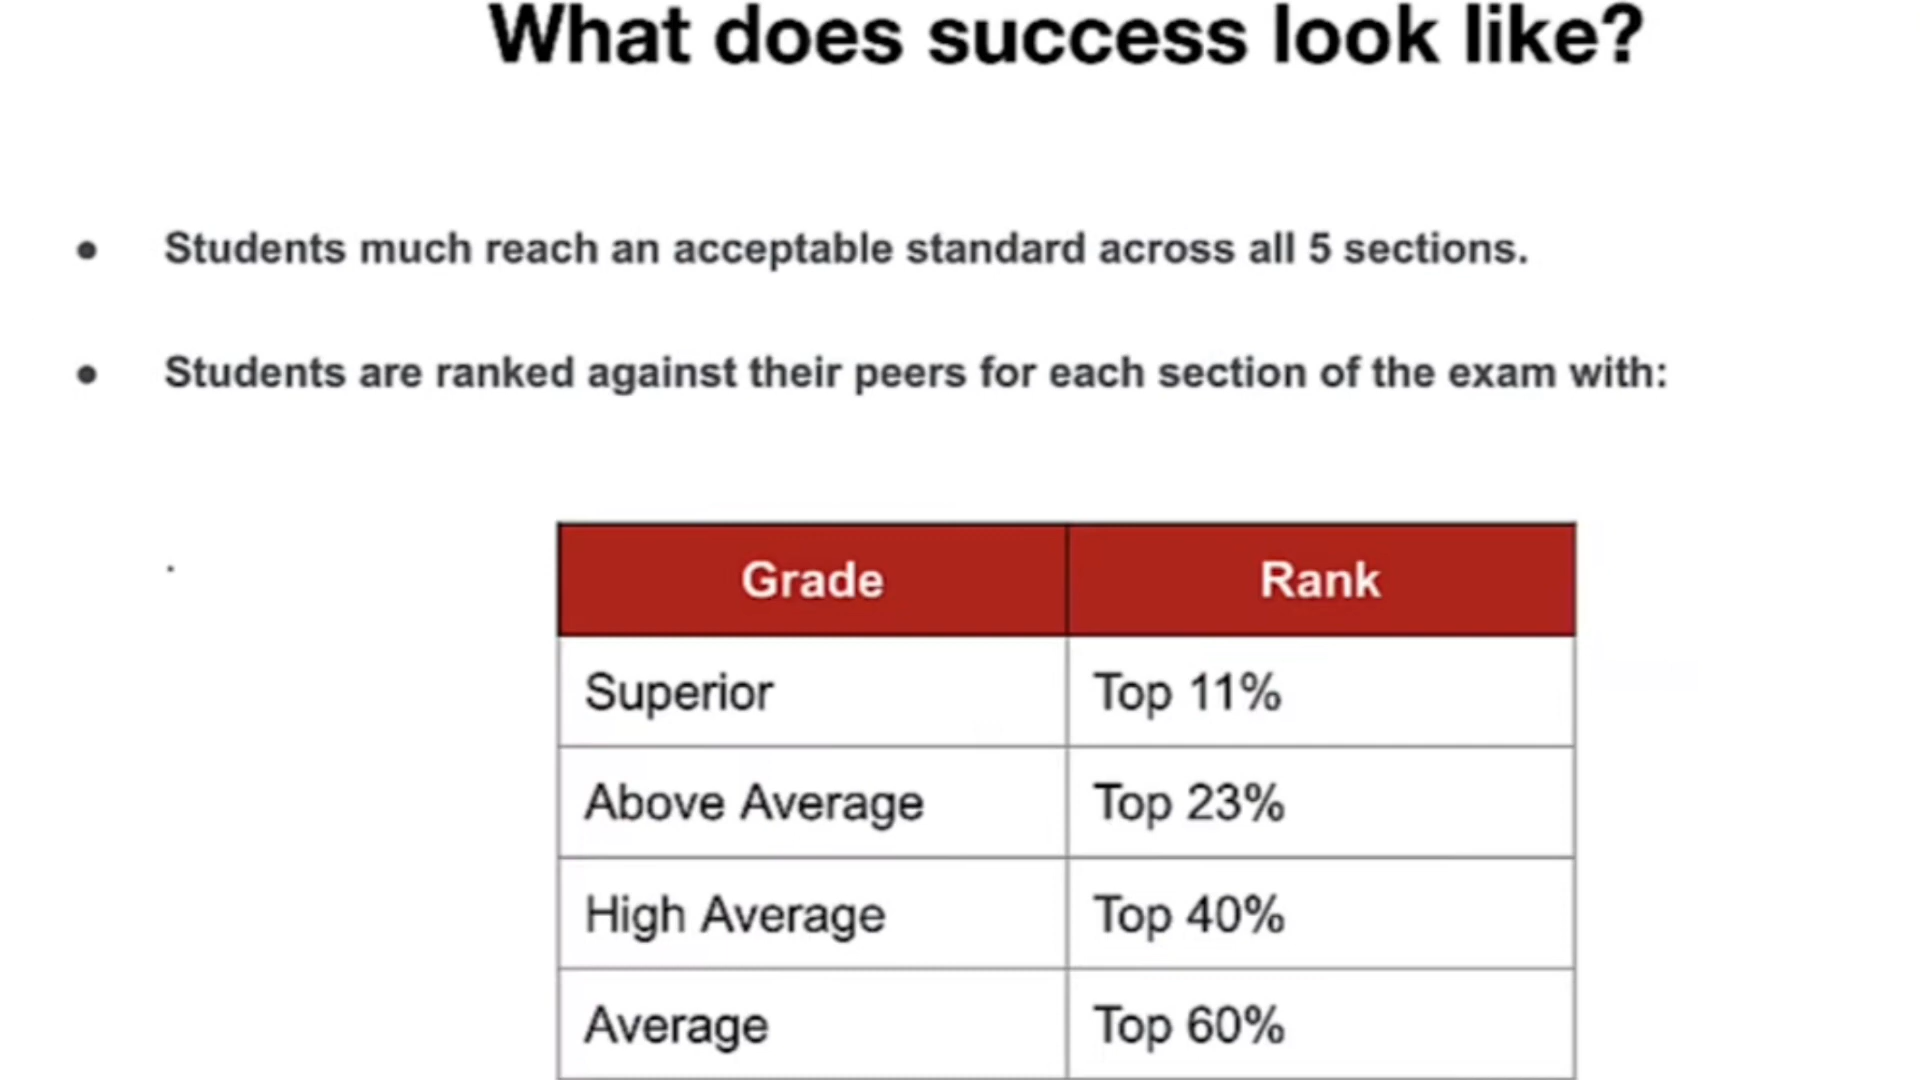 What does success look like?
● Students much reach an acceptable standard across all 5 sections.
● Students are ranked against their peers for each section of the exam with:
.
Grade Rank
Superior Top 11%
Above Average Top 23%
High Average Top 40%
Average Top 60%